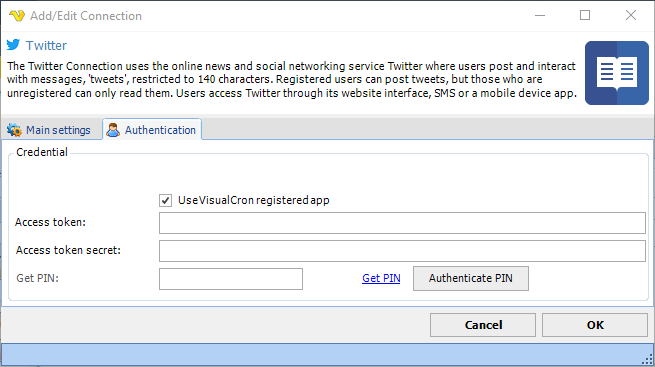 Add/Edit Connection
Twitter
The Twitter Connection uses the online news and social networking service Twitter where users post and interact
with messages, 'tweets', restricted to 140 characters. Registered users can post tweets, but those who are
unregistered can only read them. Users access Twitter through its website interface, SMS or a mobile device app.
Main settings Authentication
Credential
Use VisualCron registered app
Access token:
Access token secret:
Get PIN: Get PIN Authenticate PIN
Cancel OK